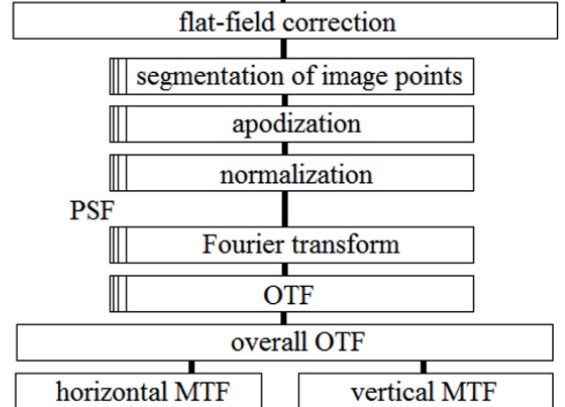 flat-field correction
segmentation of image points
apodization
normalization
PSF
Fourier transform
OTF
overall OTF
horizontal MTF
vertical MTF